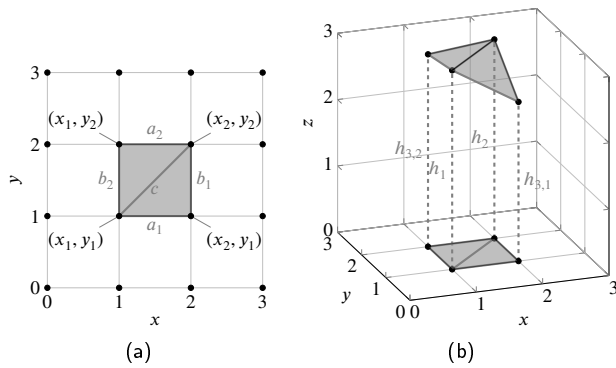 3
2
1
0
0 1 2 3
x
y
(x₁, y₂)
(x₂, y₂)
(x₁, y₁)
(x₂, y₁)
a₂
b₂
b₁
c
a₁
(a)
3
2
1
0
z
3
2
1
0
y
0
1
2
3
x
h₃,₂
h₁
h₂
h₃,₁
(b)